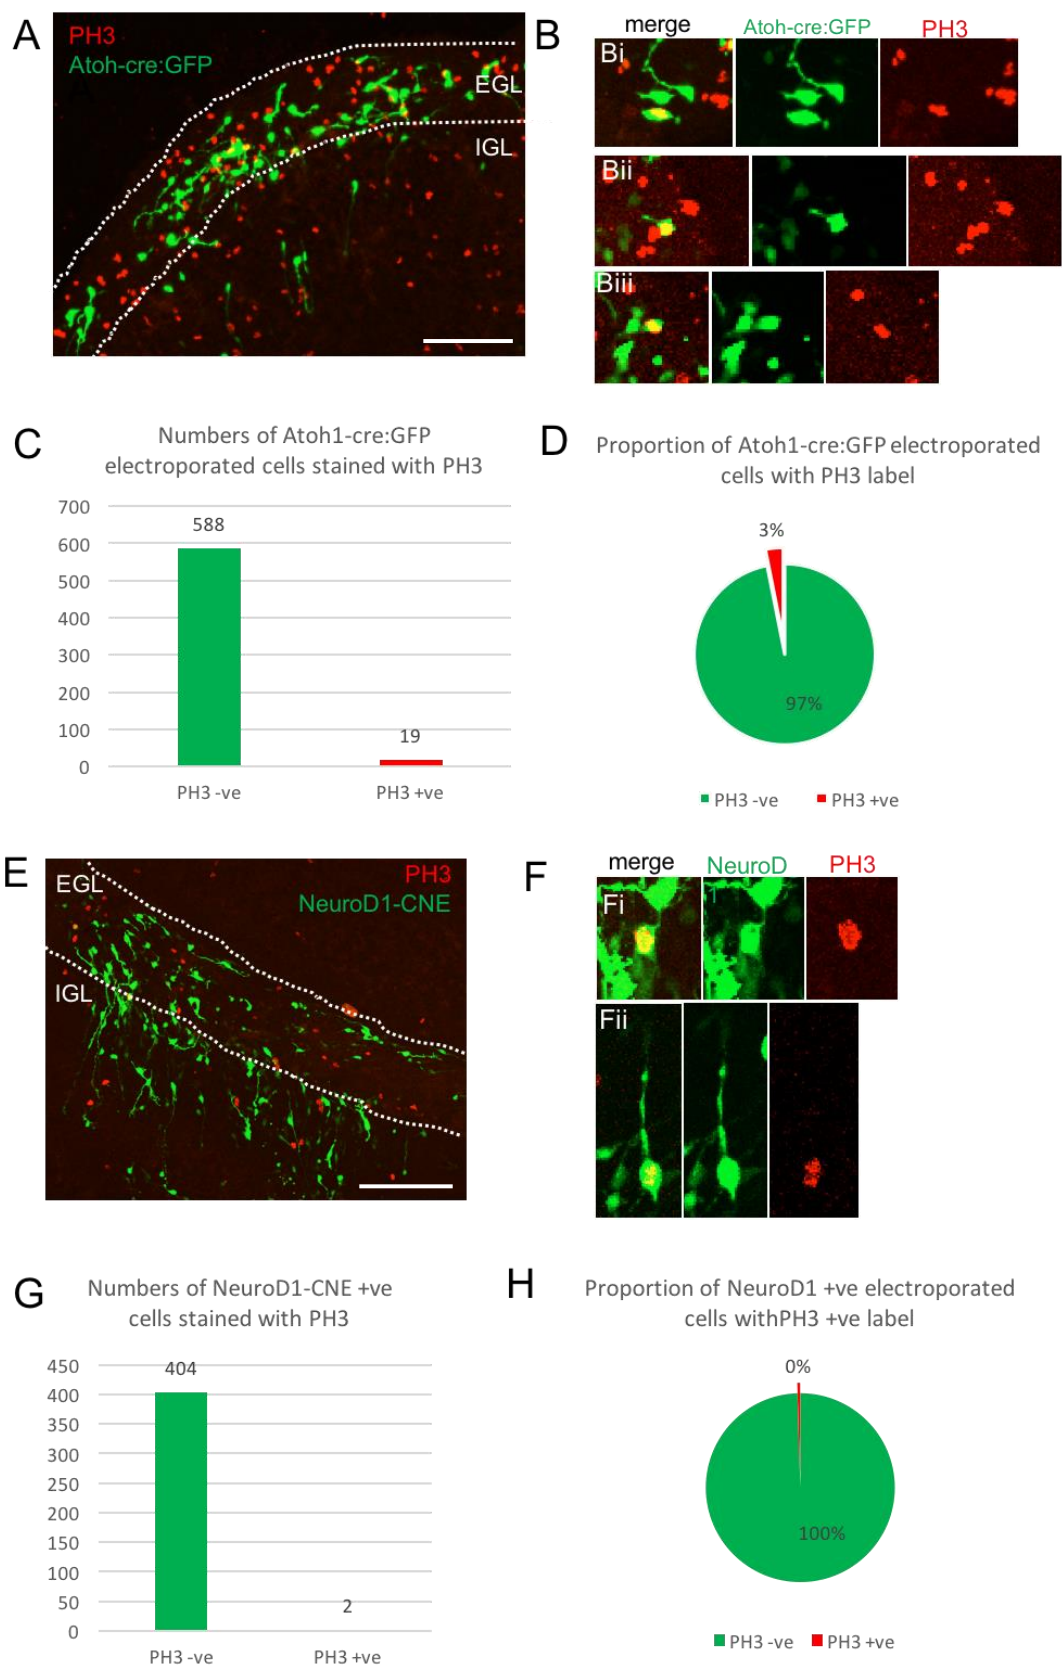 A
PH3
Atoh-cre:GFP
EGL
IGL
B
merge
Atoh-cre:GFP
PH3
Bi
Bii
Biii
C
Numbers of Atoh1-cre:GFP
electroporated cells stained with PH3
700
600
500
400
300
200
100
0
588
19
PH3 -ve
PH3 +ve
D
Proportion of Atoh1-cre:GFP electroporated
cells with PH3 label
3%
97%
PH3 -ve
PH3 +ve
E
EGL
IGL
PH3
NeuroD1-CNE
F
merge
NeuroD
1
PH3
Fi
Fii
G
Numbers of NeuroD1-CNE +ve
cells stained with PH3
450
400
350
300
250
200
150
100
50
0
404
2
PH3 -ve
PH3 +ve
H
Proportion of NeuroD1 +ve electroporated
cells withPH3 +ve label
0%
100%
PH3 -ve
PH3 +ve